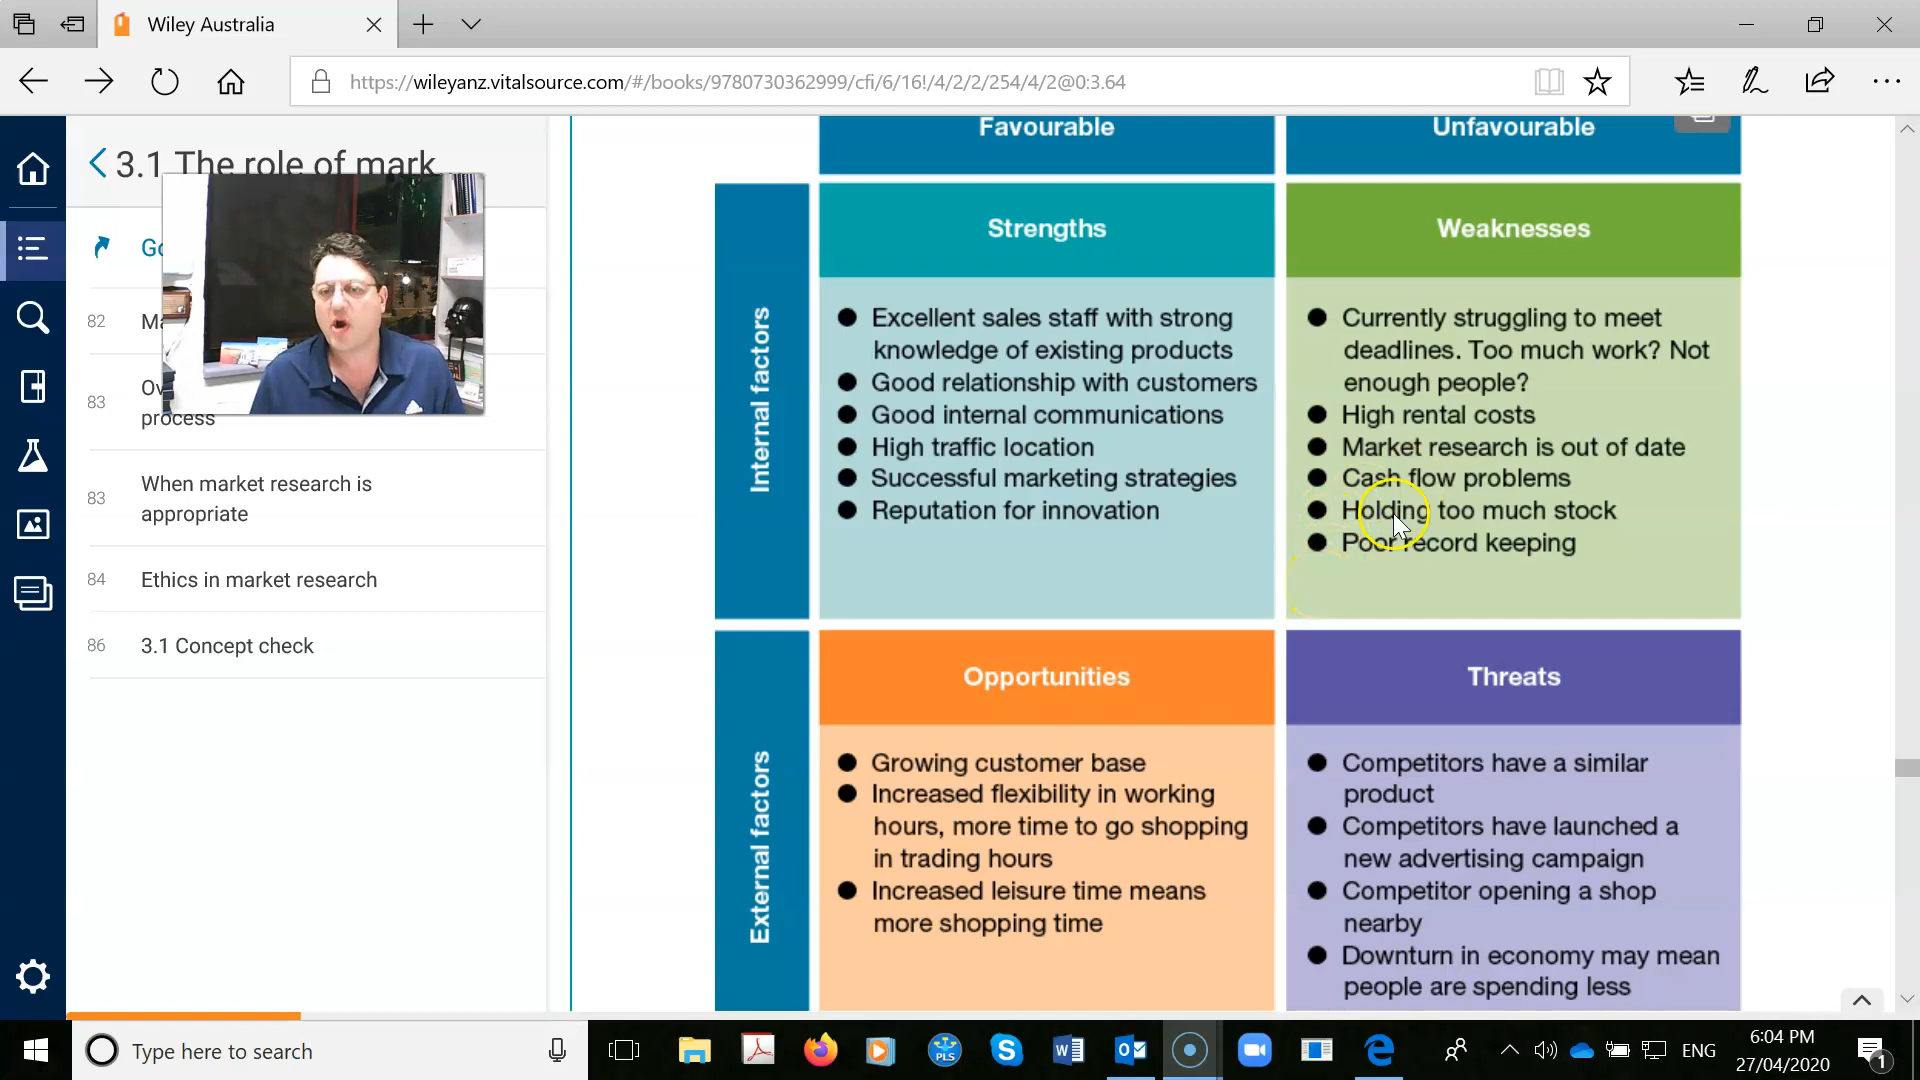 Wiley Australia
https://wileyanz.vitalsource.com/#/books/9780730362999/cfi/6/16!/4/2/2/254/4/2@0:3.64
3.1 The role of mark
Go
82 Ma
83 Ov
process
83 When market research is
appropriate
84 Ethics in market research
86 3.1 Concept check
Favourable
Unfavourable
Internal factors
Strengths
● Excellent sales staff with strong
knowledge of existing products
● Good relationship with customers
● Good internal communications
● High traffic location
● Successful marketing strategies
● Reputation for innovation
Weaknesses
● Currently struggling to meet
deadlines. Too much work? Not
enough people?
● High rental costs
● Market research is out of date
● Cash flow problems
● Holding too much stock
● Poor record keeping
External factors
Opportunities
● Growing customer base
● Increased flexibility in working
hours, more time to go shopping
in trading hours
● Increased leisure time means
more shopping time
Threats
● Competitors have a similar
product
● Competitors have launched a
new advertising campaign
● Competitor opening a shop
nearby
● Downturn in economy may mean
people are spending less
Type here to search
PLS
ENG
6:04 PM
27/04/2020
1